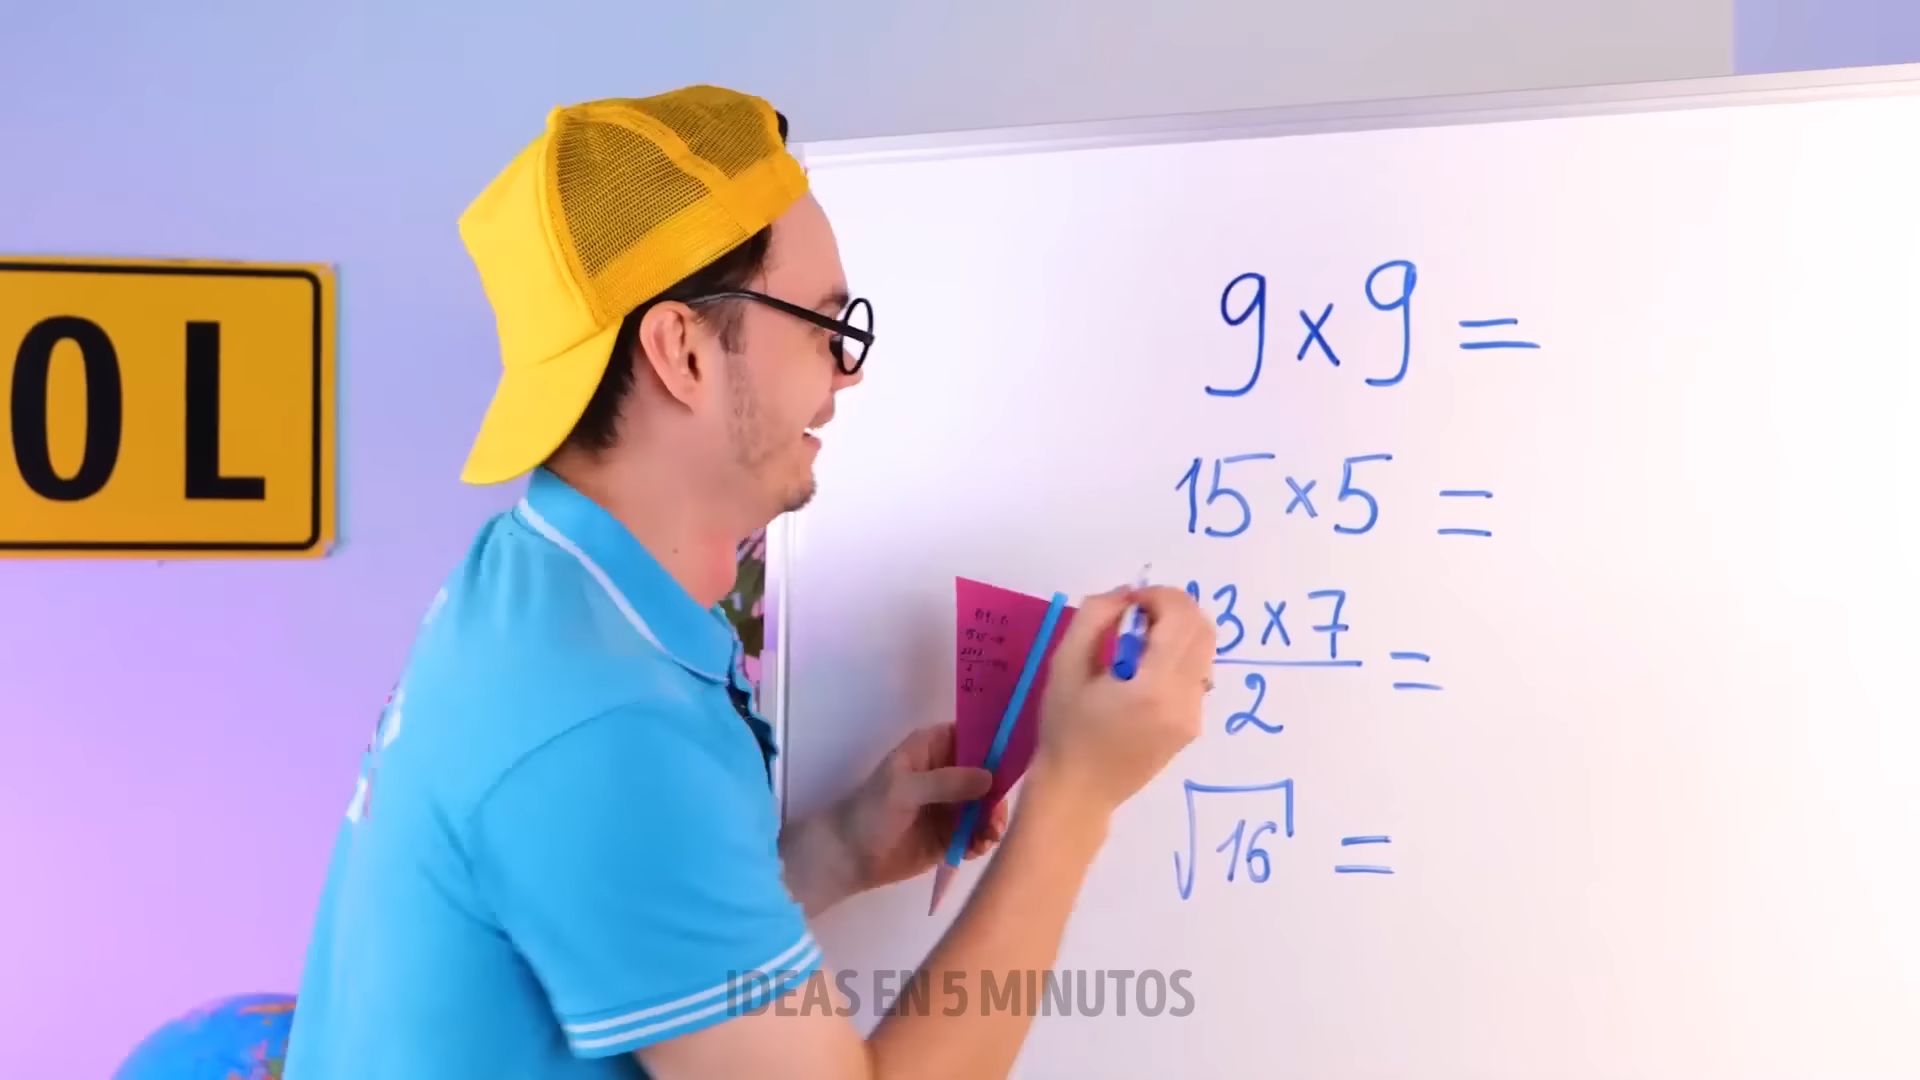 OL
9 x 9 =
15 x 5 =
3 x 7
2
=
√16 =
IDEAS EN 5 MINUTOS